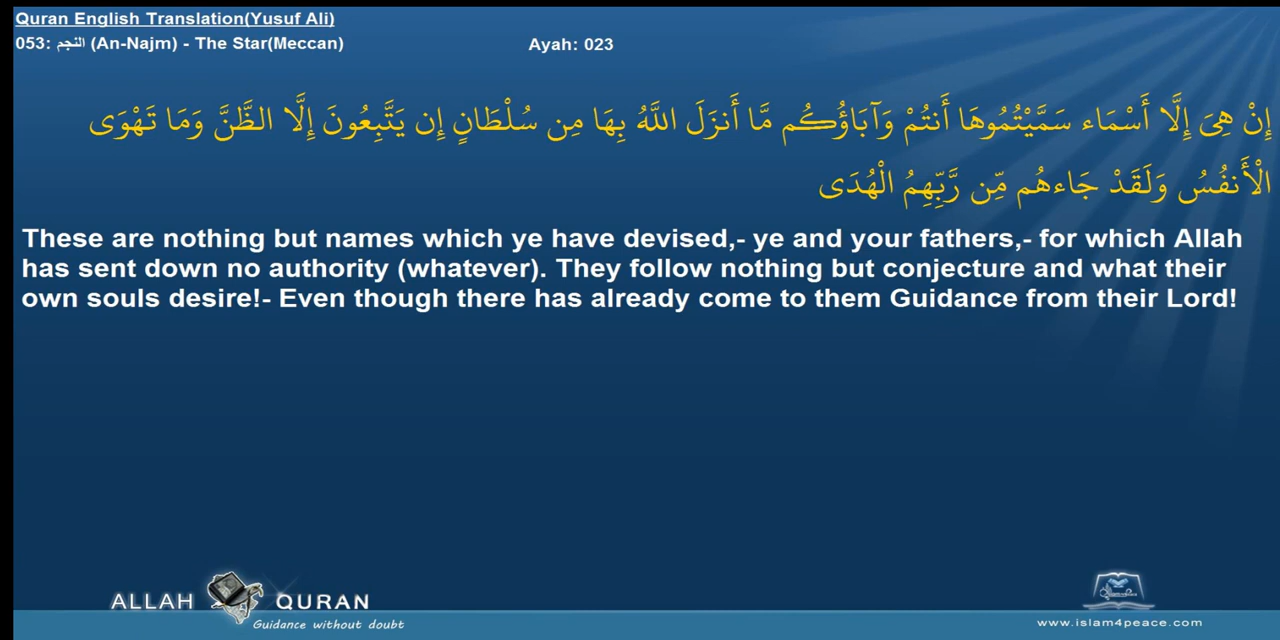 Quran English Translation(Yusuf Ali)
053: النجم (An-Najm) - The Star(Meccan) Ayah: 023
إِنْ هِىَ إِلَّا أَسْمَاء سَمَّيْتُمُوهَا أَنتُمْ وَآبَاؤُكُم مَّا أَنزَلَ اللَّهُ بِهَا مِن سُلْطَانٍ إِن يَتَّبِعُونَ إِلَّا الظَّنَّ وَمَا تَهْوَى
الْأَنفُسُ وَلَقَدْ جَاءهُم مِّن رَّبِّهِمُ الْهُدَى
These are nothing but names which ye have devised,- ye and your fathers,- for which Allah
has sent down no authority (whatever). They follow nothing but conjecture and what their
own souls desire!- Even though there has already come to them Guidance from their Lord!
ALLAH QURAN
Guidance without doubt
www.islam4peace.com